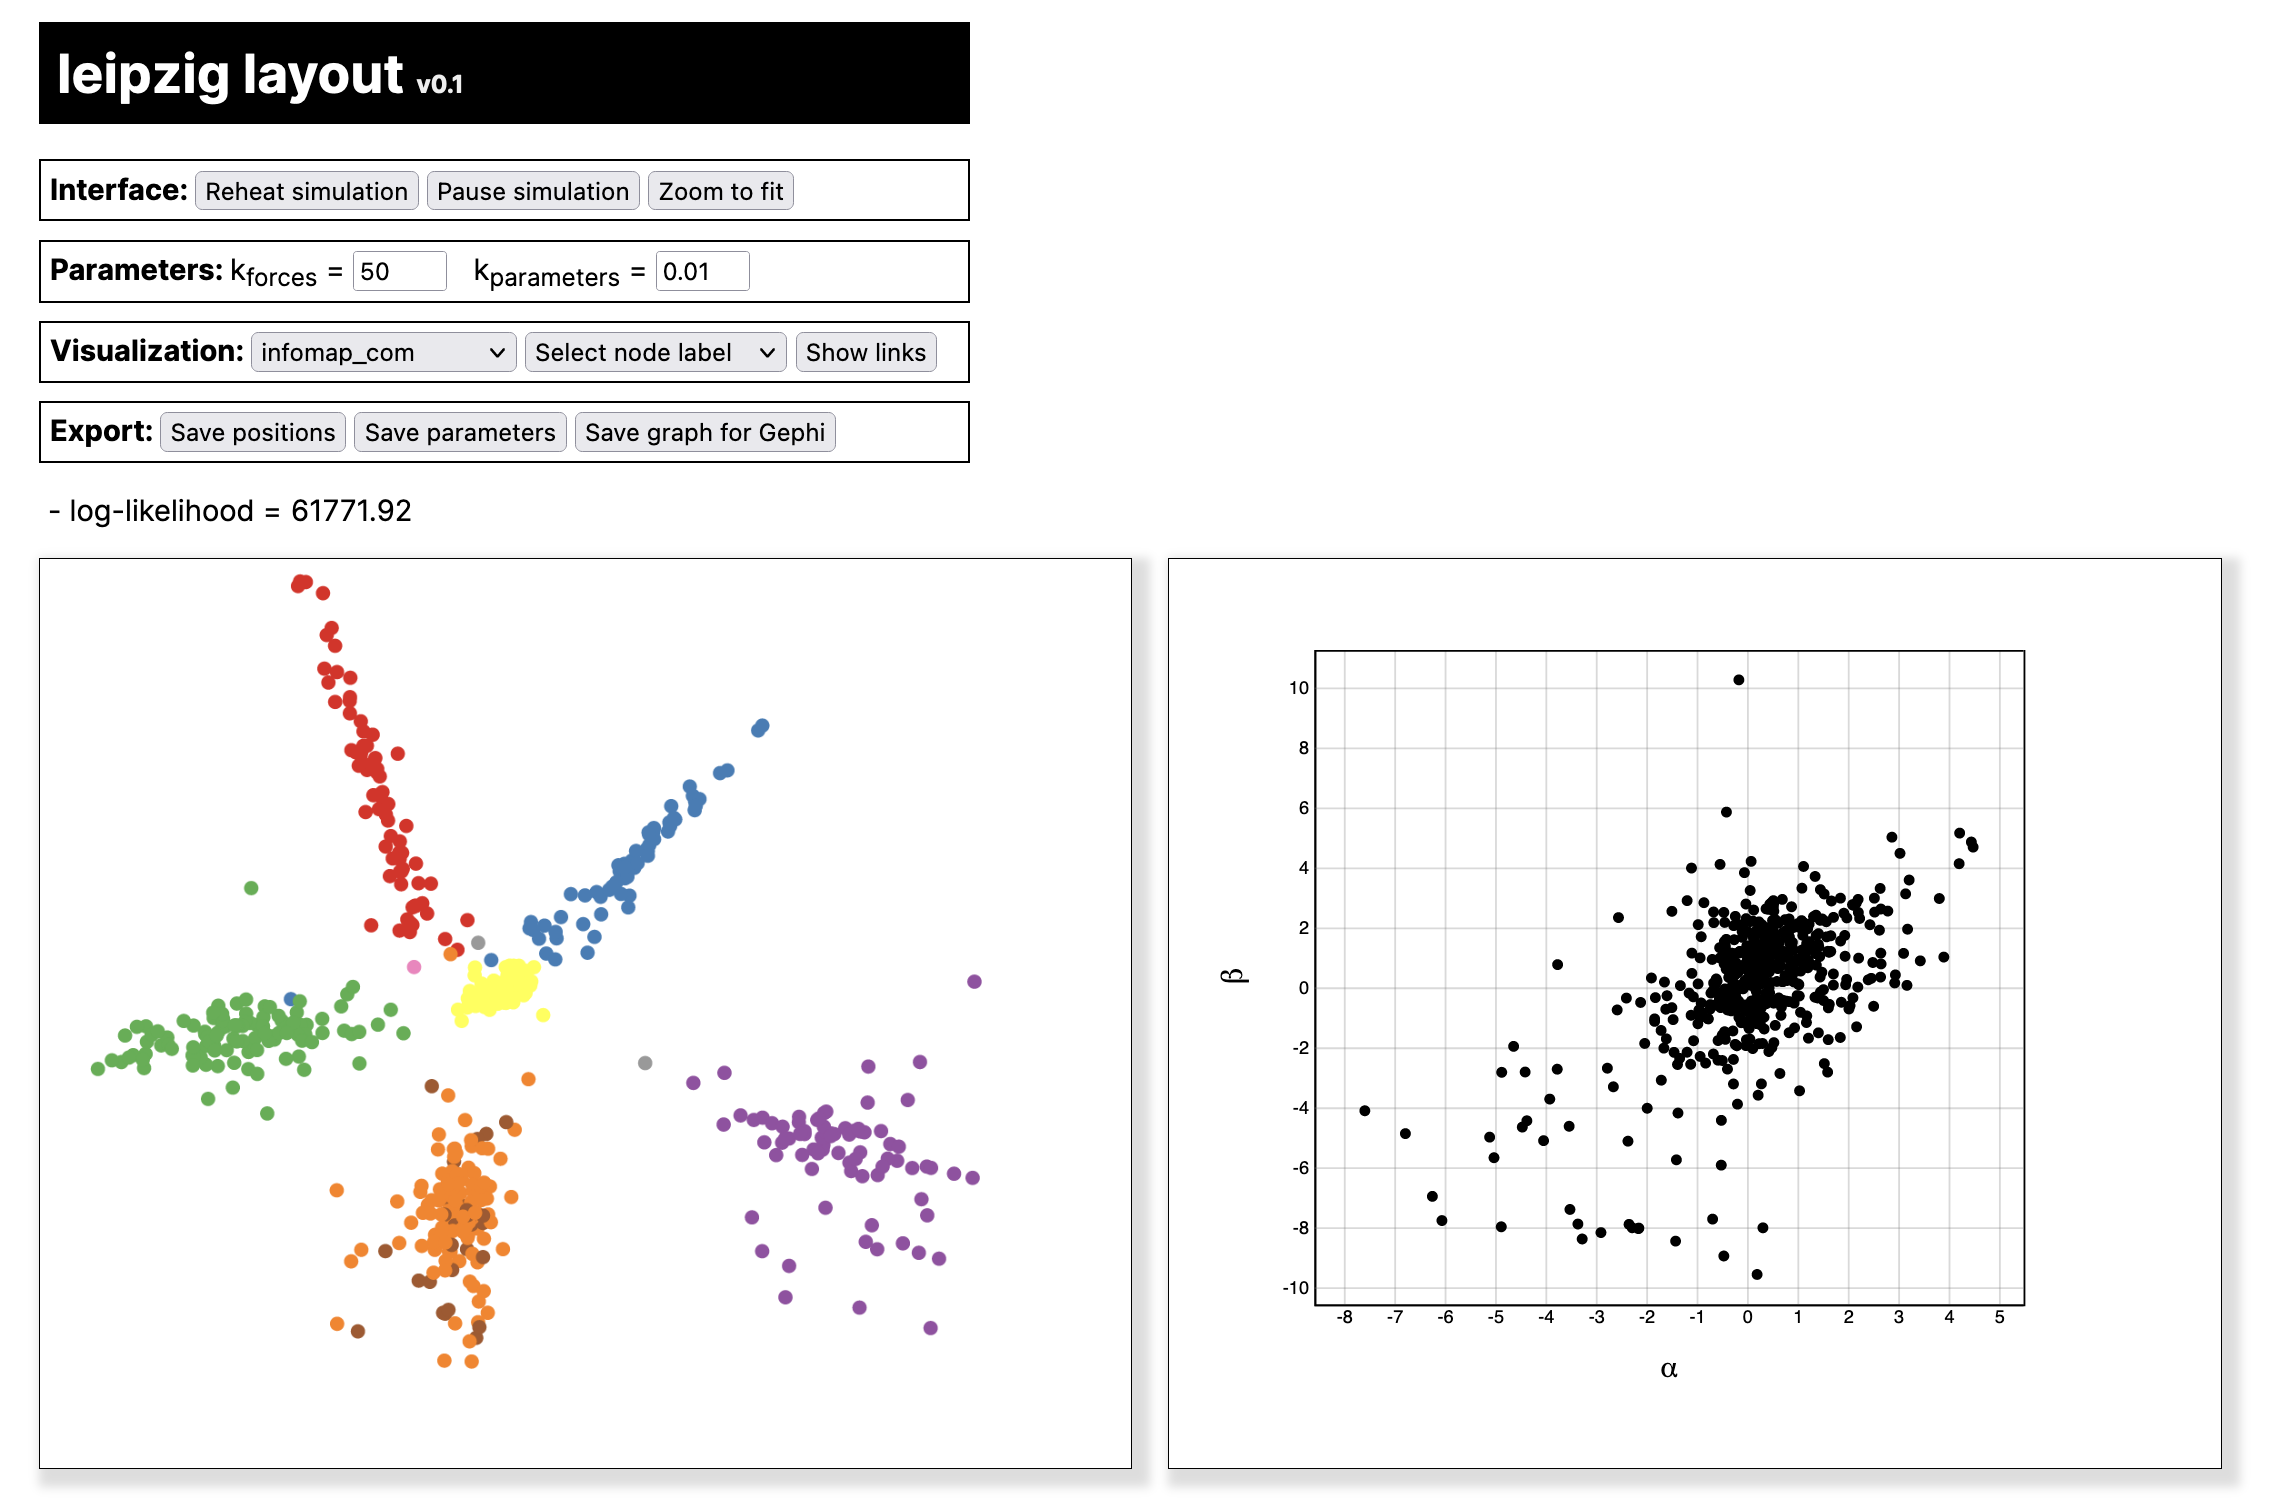 leipzig layout v0.1
Interface: Reheat simulation Pause simulation Zoom to fit
Parameters: kforces = 50 kparameters = 0.01
Visualization: infomap_com Select node label Show links
Export: Save positions Save parameters Save graph for Gephi
- log-likelihood = 61771.92
10
8
6
4
2
β
0
-2
-4
-6
-8
-10
-8 -7 -6 -5 -4 -3 -2 -1 0 1 2 3 4 5
α